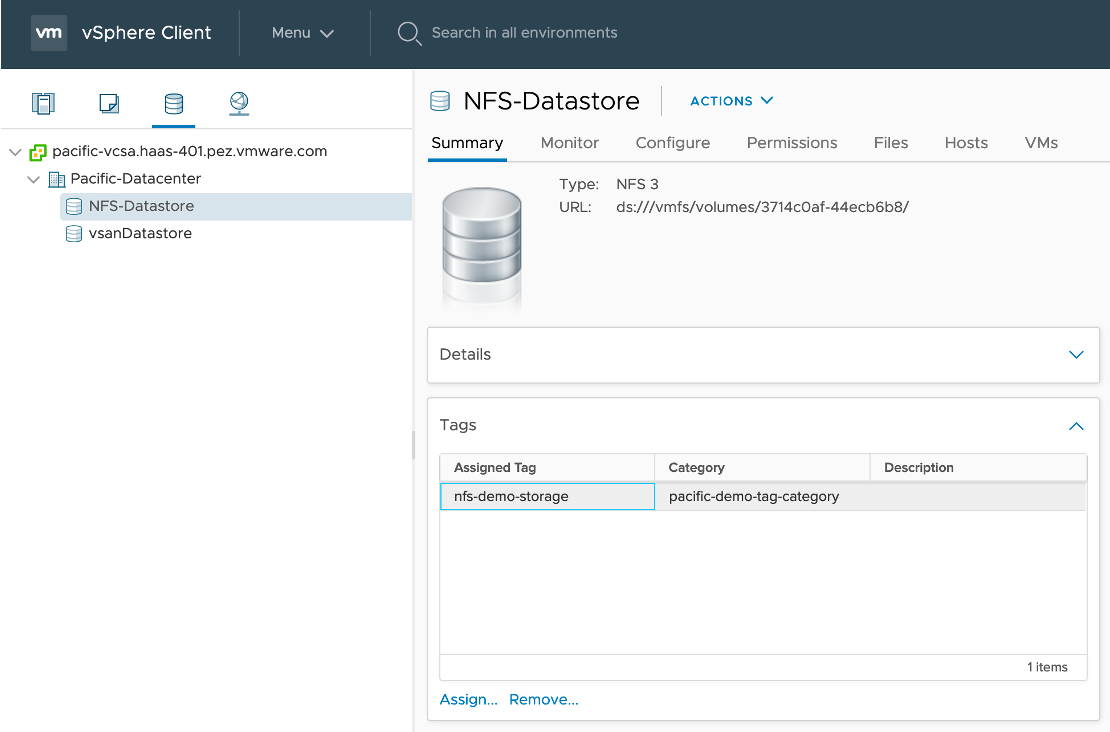 vm vSphere Client Menu Search in all environments
pacific-vcsa.haas-401.pez.vmware.com
Pacific-Datacenter
NFS-Datastore
vsanDatastore
NFS-Datastore ACTIONS
Summary Monitor Configure Permissions Files Hosts VMs
Type: NFS 3
URL: ds:///vmfs/volumes/3714c0af-44ecb6b8/
Details
Tags
Assigned Tag Category Description
nfs-demo-storage pacific-demo-tag-category
1 items
Assign... Remove...